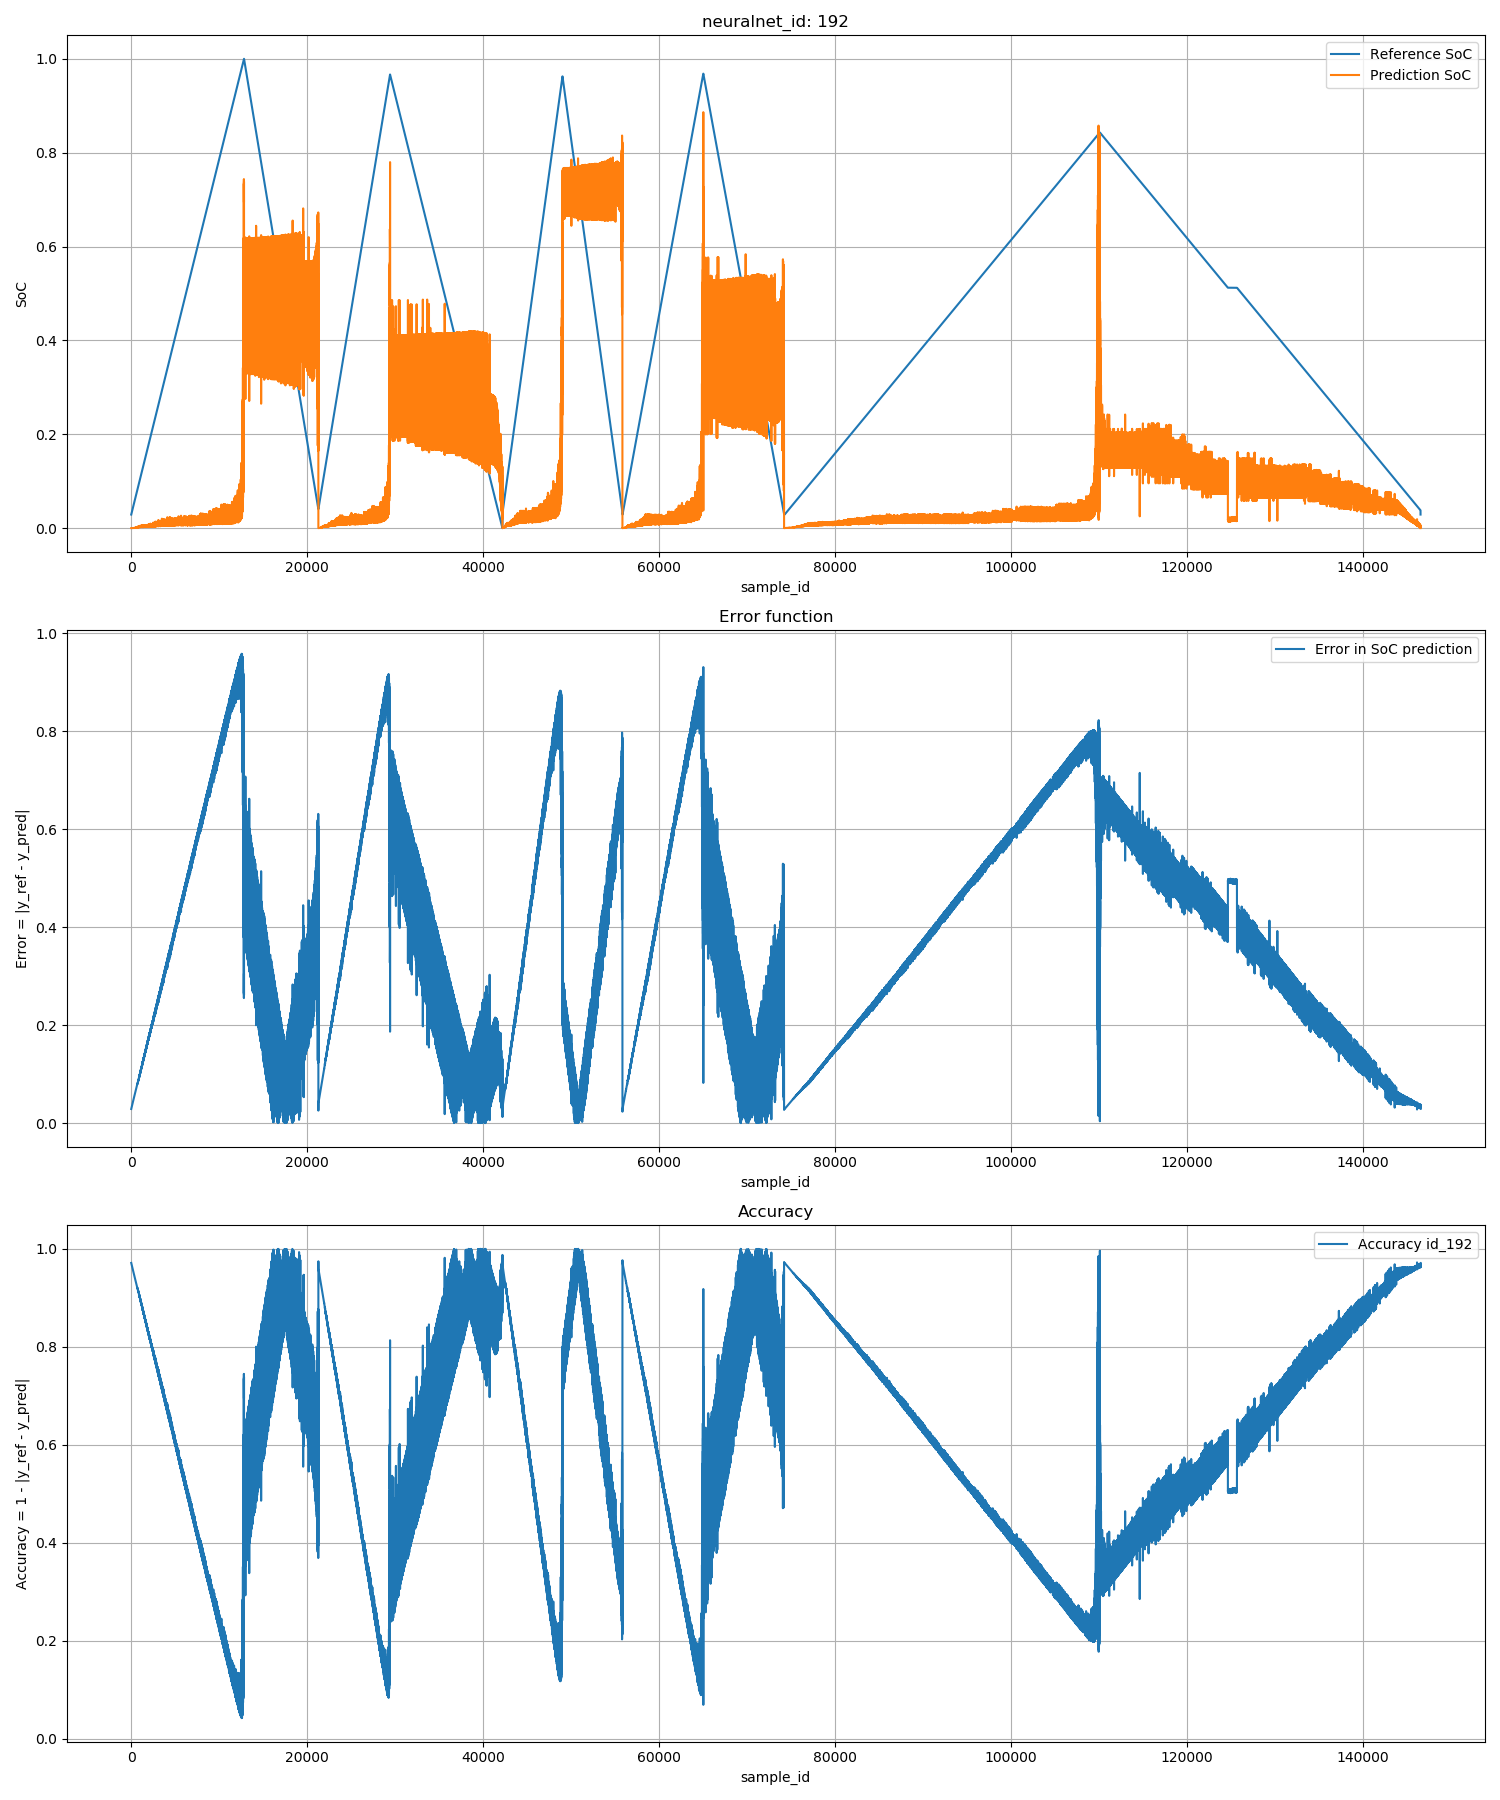 neuralnet_id: 192
1.0
0.8
0.6
0.4
0.2
0.0
SoC
Reference SoC
Prediction SoC
0 20000 40000 60000 80000 100000 120000 140000
sample_id
Error function
1.0
0.8
0.6
0.4
0.2
0.0
Error = |y_ref - y_pred|
Error in SoC prediction
0 20000 40000 60000 80000 100000 120000 140000
sample_id
Accuracy
1.0
0.8
0.6
0.4
0.2
0.0
Accuracy = 1 - |y_ref - y_pred|
Accuracy id_192
0 20000 40000 60000 80000 100000 120000 140000
sample_id